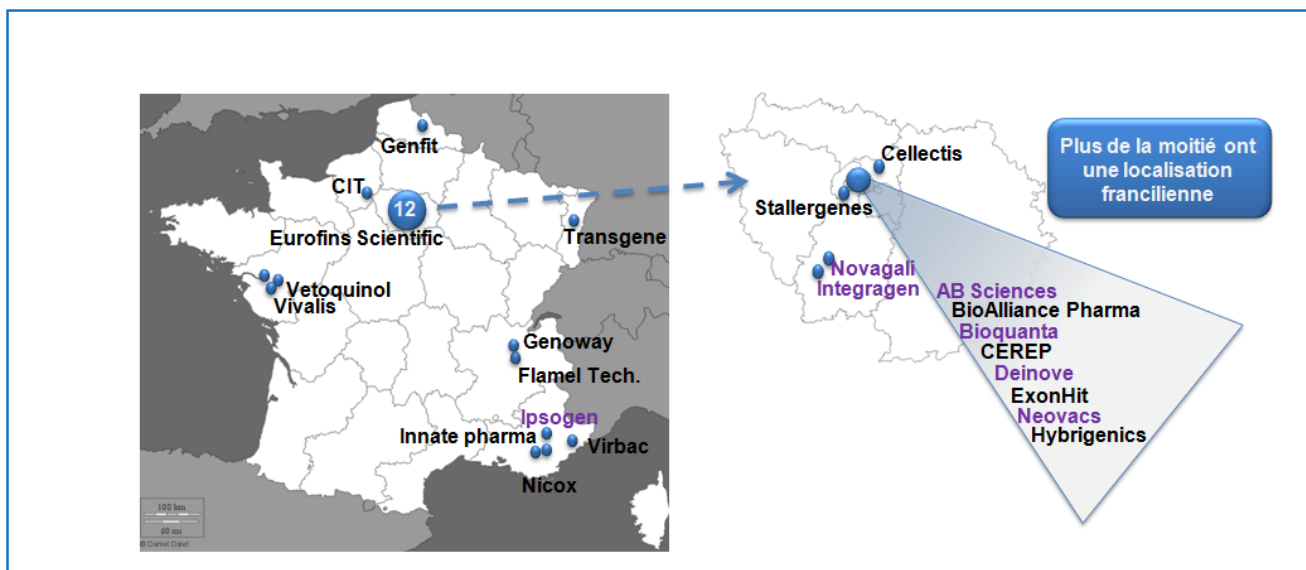 Genfit
CIT
12
Eurofins Scientific
Transgene
Vetoquinol
Vivalis
Genoway
Flamel Tech.
Ipsogen
Innate pharma
Virbac
Nicox
100 km
60 mi
© Daniel Dalet
Cellectis
Stallergenes
Novagali
Integragen
Plus de la moitié ont
une localisation
francilienne
AB Sciences
BioAlliance Pharma
Bioquanta
CEREP
Deinove
ExonHit
Neovacs
Hybrigenics